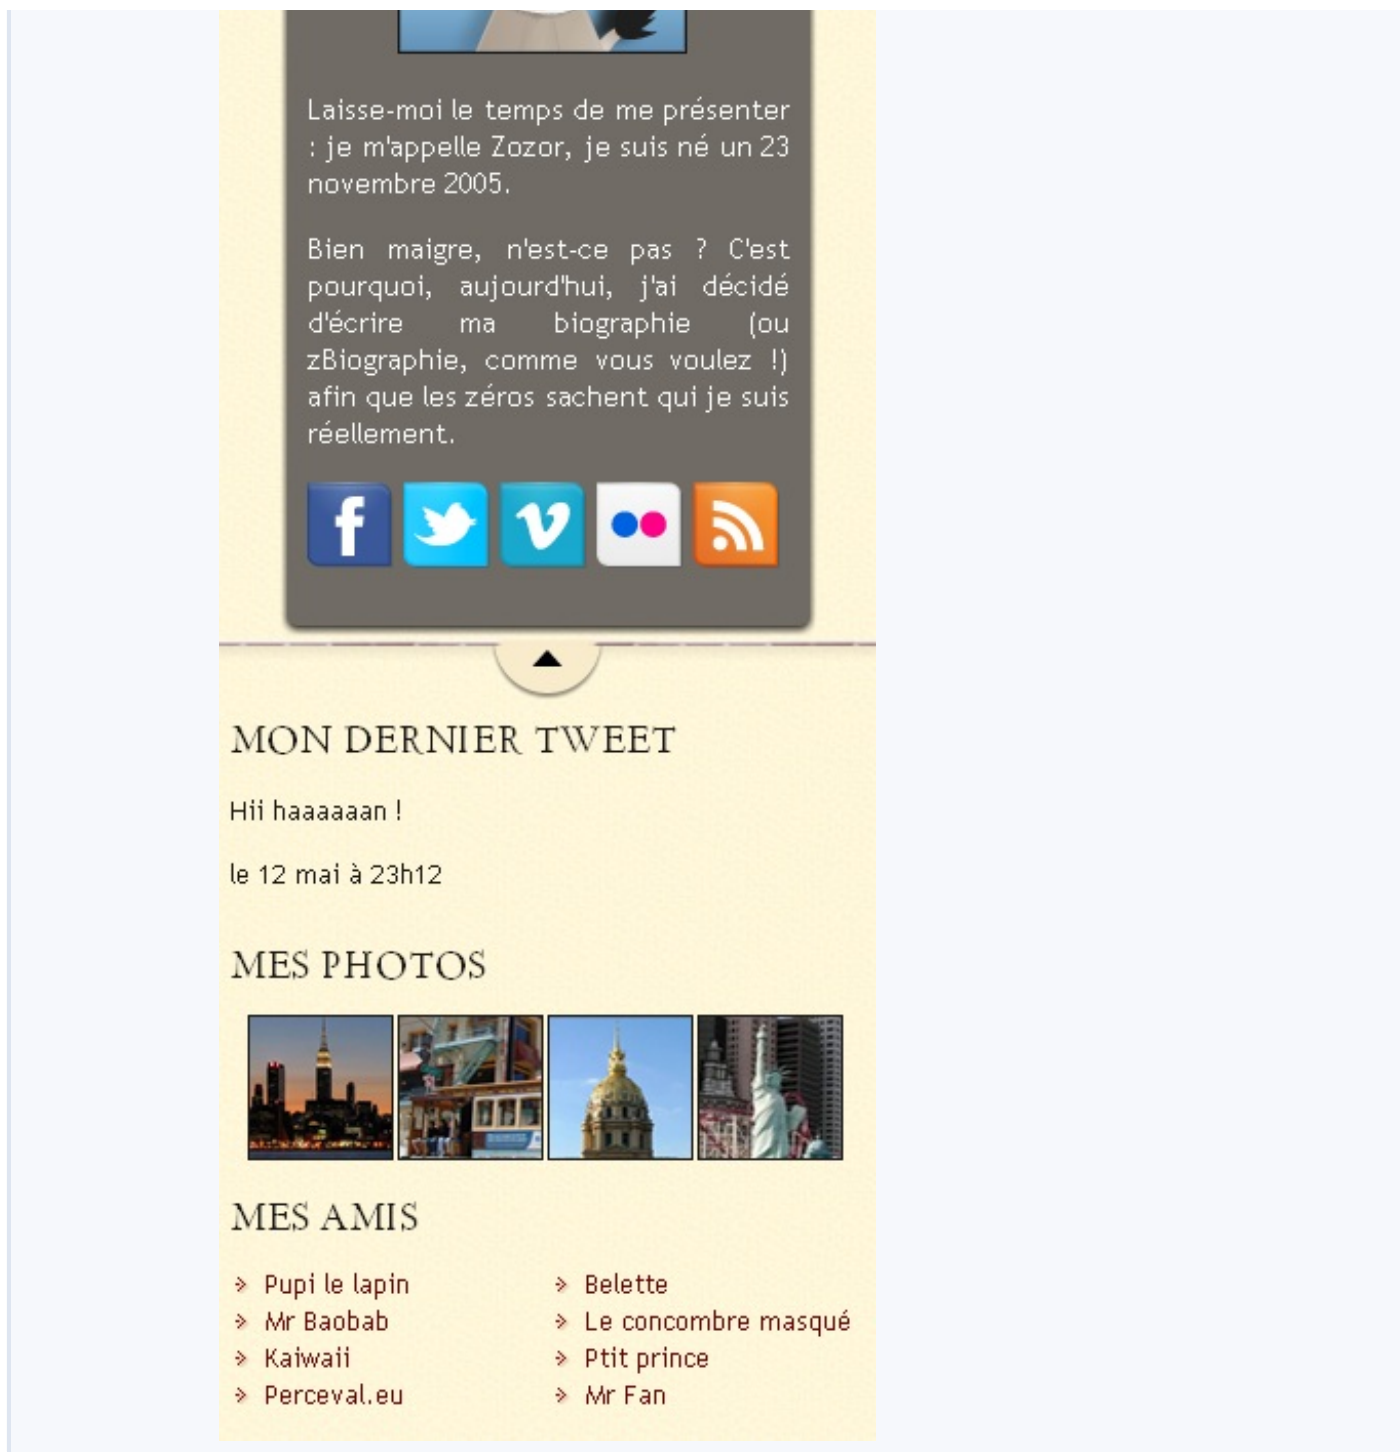 Laisse-moi le temps de me présenter
: je m'appelle Zozor, je suis né un 23
novembre 2005.
Bien maigre, n'est-ce pas ? C'est
pourquoi, aujourd'hui, j'ai décidé
d'écrire ma biographie (ou
zBiographie, comme vous voulez !)
afin que les zéros sachent qui je suis
réellement.
MON DERNIER TWEET
Hii haaaaaan !
le 12 mai à 23h12
MES PHOTOS
MES AMIS
Pupi le lapin
Mr Baobab
Kaiwaii
Perceval.eu
Belette
Le concombre masqué
Ptit prince
Mr Fan